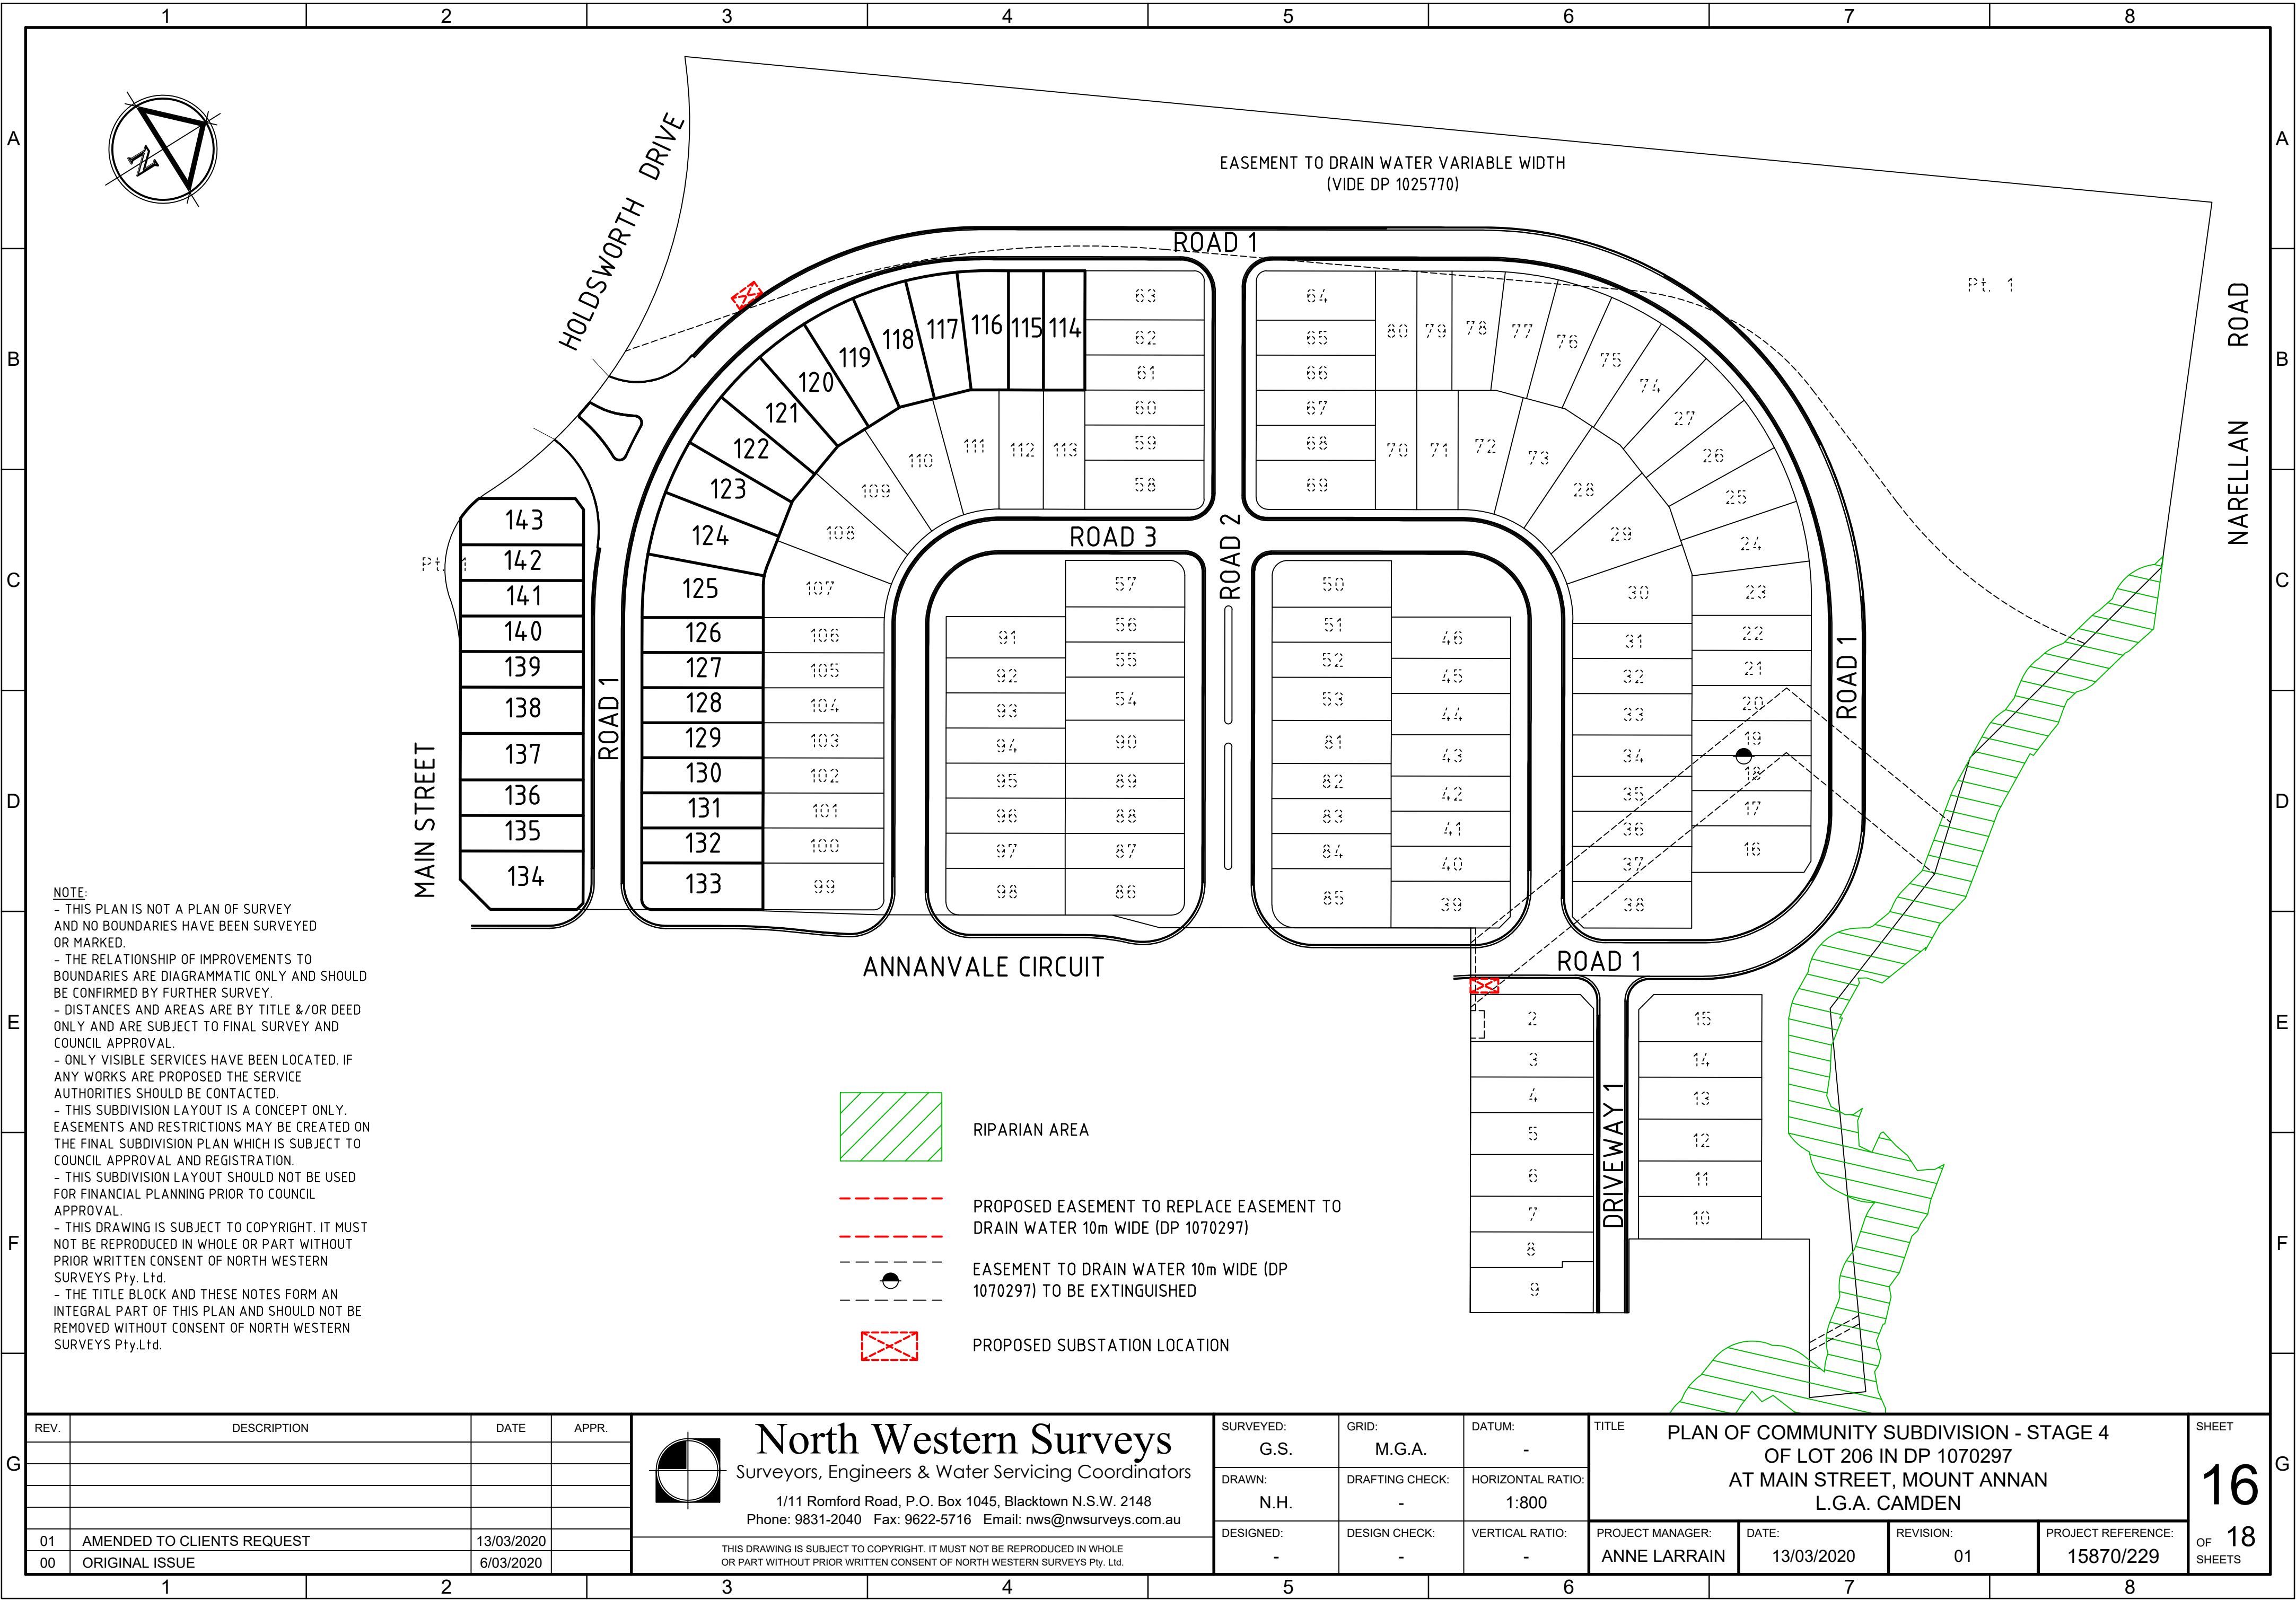 1 2 3 4 5 6 7 8
A A
B B
C C
D D
E E
F F
G G
N
HOLDSWORTH DRIVE
EASEMENT TO DRAIN WATER VARIABLE WIDTH
(VIDE DP 1025770)
ROAD 1
Pt. 1
NARELLAN ROAD
116 115 114
117
118
119
120
121
122
123
124
125
126
127
128
129
130
131
132
133
143
142
141
140
139
138
137
136
135
134
Pt. 1
MAIN STREET
ROAD 1
63
62
61
60
59
58
111 112 113
110
109
108
107
106
105
104
103
102
101
100
99
64
65
66
67
68
69
80 79 78 77 76 75 74
70 71 72 73
27
26
25
24
23
22
21
20
19
18
17
16
28
29
30
31
32
33
34
35
36
37
38
ROAD 3
ROAD 2
57
56
55
54
90
89
88
87
86
91
92
93
94
95
96
97
98
50
51
52
53
81
82
83
84
85
46
45
44
43
42
41
40
39
ROAD 1
ANNANVALE CIRCUIT
ROAD 1
2
3
4
5
6
7
8
9
DRIVEWAY 1
15
14
13
12
11
10
NOTE:
- THIS PLAN IS NOT A PLAN OF SURVEY
AND NO BOUNDARIES HAVE BEEN SURVEYED
OR MARKED.
- THE RELATIONSHIP OF IMPROVEMENTS TO
BOUNDARIES ARE DIAGRAMMATIC ONLY AND SHOULD
BE CONFIRMED BY FURTHER SURVEY.
- DISTANCES AND AREAS ARE BY TITLE &/OR DEED
ONLY AND ARE SUBJECT TO FINAL SURVEY AND
COUNCIL APPROVAL.
- ONLY VISIBLE SERVICES HAVE BEEN LOCATED. IF
ANY WORKS ARE PROPOSED THE SERVICE
AUTHORITIES SHOULD BE CONTACTED.
- THIS SUBDIVISION LAYOUT IS A CONCEPT ONLY.
EASEMENTS AND RESTRICTIONS MAY BE CREATED ON
THE FINAL SUBDIVISION PLAN WHICH IS SUBJECT TO
COUNCIL APPROVAL AND REGISTRATION.
- THIS SUBDIVISION LAYOUT SHOULD NOT BE USED
FOR FINANCIAL PLANNING PRIOR TO COUNCIL
APPROVAL.
- THIS DRAWING IS SUBJECT TO COPYRIGHT. IT MUST
NOT BE REPRODUCED IN WHOLE OR PART WITHOUT
PRIOR WRITTEN CONSENT OF NORTH WESTERN
SURVEYS Pty. Ltd.
- THE TITLE BLOCK AND THESE NOTES FORM AN
INTEGRAL PART OF THIS PLAN AND SHOULD NOT BE
REMOVED WITHOUT CONSENT OF NORTH WESTERN
SURVEYS Pty.Ltd.
RIPARIAN AREA
PROPOSED EASEMENT TO REPLACE EASEMENT TO
DRAIN WATER 10m WIDE (DP 1070297)
EASEMENT TO DRAIN WATER 10m WIDE (DP
1070297) TO BE EXTINGUISHED
PROPOSED SUBSTATION LOCATION
REV. DESCRIPTION DATE APPR.
01 AMENDED TO CLIENTS REQUEST 13/03/2020
00 ORIGINAL ISSUE 6/03/2020
North Western Surveys
Surveyors, Engineers & Water Servicing Coordinators
1/11 Romford Road, P.O. Box 1045, Blacktown N.S.W. 2148
Phone: 9831-2040 Fax: 9622-5716 Email: nws@nwsurveys.com.au
THIS DRAWING IS SUBJECT TO COPYRIGHT. IT MUST NOT BE REPRODUCED IN WHOLE
OR PART WITHOUT PRIOR WRITTEN CONSENT OF NORTH WESTERN SURVEYS Pty. Ltd.
SURVEYED: GRID: DATUM:
G.S. M.G.A. -
DRAWN: DRAFTING CHECK: HORIZONTAL RATIO:
N.H. - 1:800
DESIGNED: DESIGN CHECK: VERTICAL RATIO:
- - -
TITLE
PLAN OF COMMUNITY SUBDIVISION - STAGE 4
OF LOT 206 IN DP 1070297
AT MAIN STREET, MOUNT ANNAN
L.G.A. CAMDEN
PROJECT MANAGER: DATE: REVISION: PROJECT REFERENCE:
ANNE LARRAIN 13/03/2020 01 15870/229
SHEET
16
OF 18
SHEETS
1 2 3 4 5 6 7 8